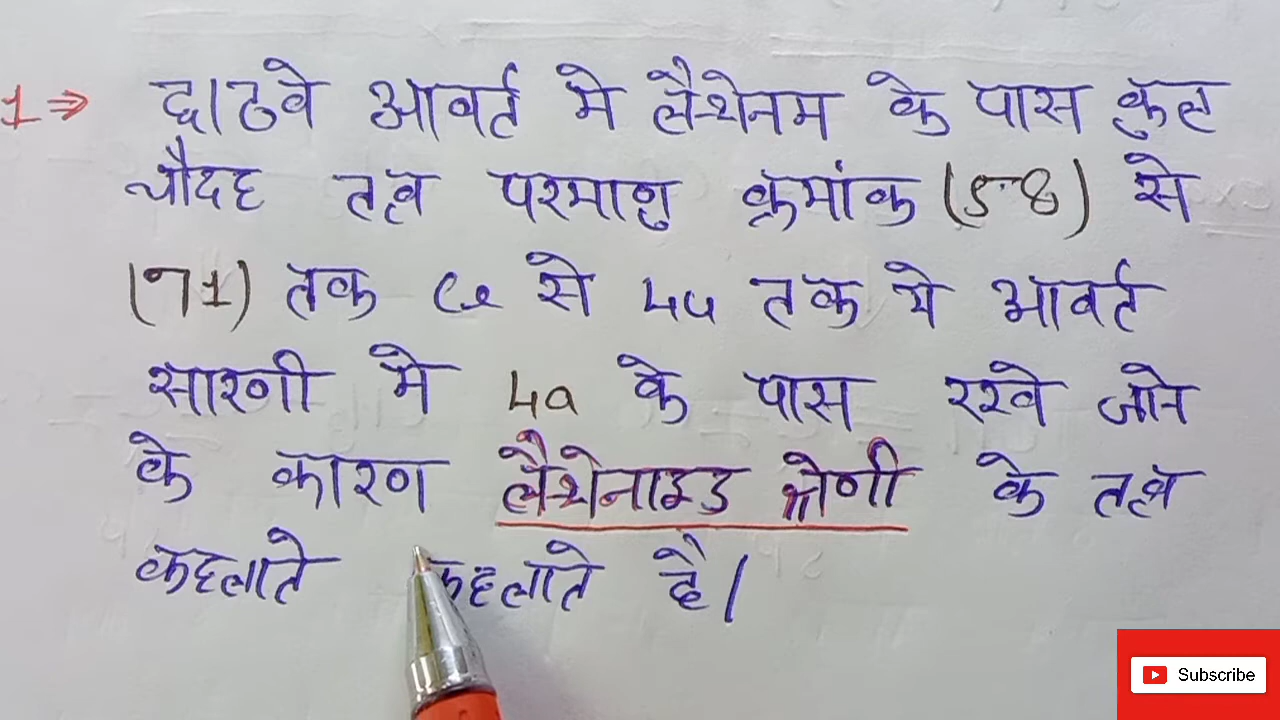 1⇒ छाठवे आवर्त मे लैन्थेनम के पास कुल
चौदह तत्व परमाणु क्रमांक (58) से
(71) तक Ce से Lu तक ये आवर्त
सारणी मे La के पास रखे जाने
के कारण लैन्थेनाइड श्रेणी के तत्व
कहलाते कहलाते है।
Subscribe